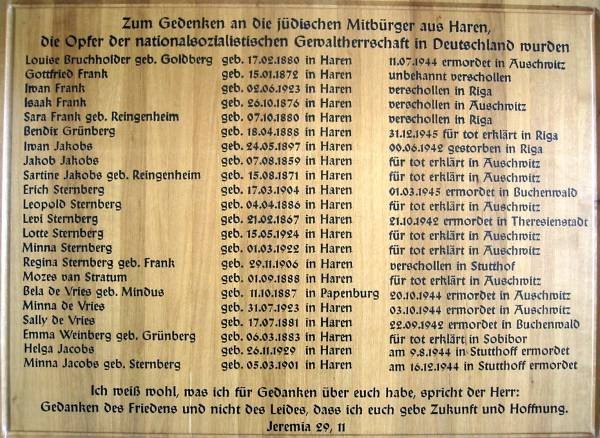 Zum Gedenken an die jüdischen Mitbürger aus Haren,
die Opfer der nationalsozialistischen Gewaltherrschaft in Deutschland wurden
Louise Bruchholder geb. Goldberg geb. 17.02.1880 in Haren 11.07.1944 ermordet in Auschwitz
Gottfried Frank geb. 15.01.1872 in Haren unbekannt verschollen
Iwan Frank geb. 02.06.1923 in Haren verschollen in Riga
Isaak Frank geb. 26.10.1876 in Haren verschollen in Auschwitz
Sara Frank geb. Reingenheim geb. 07.10.1880 in Haren verschollen in Riga
Bendix Grünberg geb. 18.04.1888 in Haren 31.12.1945 für tot erklärt in Riga
Iwan Jakobs geb. 24.05.1897 in Haren 00.06.1942 gestorben in Riga
Jakob Jakobs geb. 07.08.1859 in Haren für tot erklärt in Auschwitz
Sartine Jakobs geb. Reingenheim geb. 15.08.1871 in Haren für tot erklärt in Auschwitz
Erich Sternberg geb. 17.03.1904 in Haren 01.03.1945 ermordet in Buchenwald
Leopold Sternberg geb. 04.04.1886 in Haren für tot erklärt in Auschwitz
Levi Sternberg geb. 21.02.1867 in Haren 21.10.1942 ermordet in Theresienstadt
Lotte Sternberg geb. 15.05.1924 in Haren für tot erklärt in Auschwitz
Minna Sternberg geb. 01.03.1922 in Haren für tot erklärt in Auschwitz
Regina Sternberg geb. Frank geb. 29.11.1906 in Haren verschollen in Stutthof
Mozes van Stratum geb. 01.09.1888 in Haren für tot erklärt in Auschwitz
Bela de Vries geb. Mindus geb. 11.10.1887 in Papenburg 20.10.1944 ermordet in Auschwitz
Minna de Vries geb. 31.07.1923 in Haren 03.10.1944 ermordet in Auschwitz
Sally de Vries geb. 17.07.1881 in Haren 22.09.1942 ermordet in Buchenwald
Emma Weinberg geb. Grünberg geb. 06.03.1883 in Haren für tot erklärt in Sobibor
Helga Jacobs geb. 26.11.1929 in Haren am 9.8.1944 in Stutthoff ermordet
Minna Jacobs geb. Sternberg geb. 05.03.1901 in Haren am 16.12.1944 in Stutthoff ermordet
Ich weiß wohl, was ich für Gedanken über euch habe, spricht der Herr:
Gedanken des Friedens und nicht des Leides, dass ich euch gebe Zukunft und Hoffnung.
Jeremia 29, 11